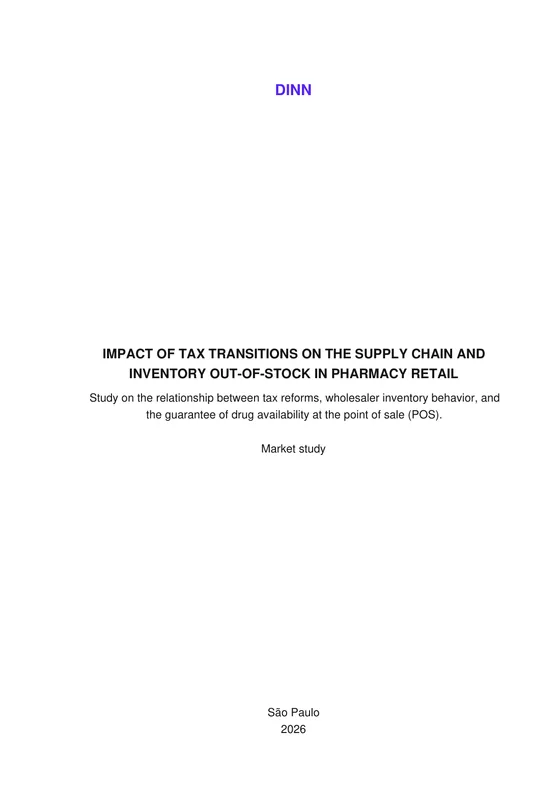 DINN
IMPACT OF TAX TRANSITIONS ON THE SUPPLY CHAIN AND
INVENTORY OUT-OF-STOCK IN PHARMACY RETAIL
Study on the relationship between tax reforms, wholesaler inventory behavior, and
the guarantee of drug availability at the point of sale (POS).
Market study
São Paulo
2026